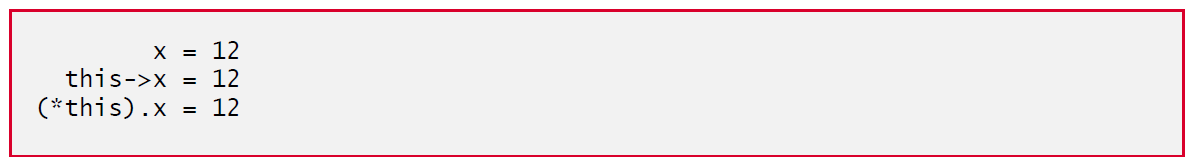 x = 12
this->x = 12
(*this).x = 12